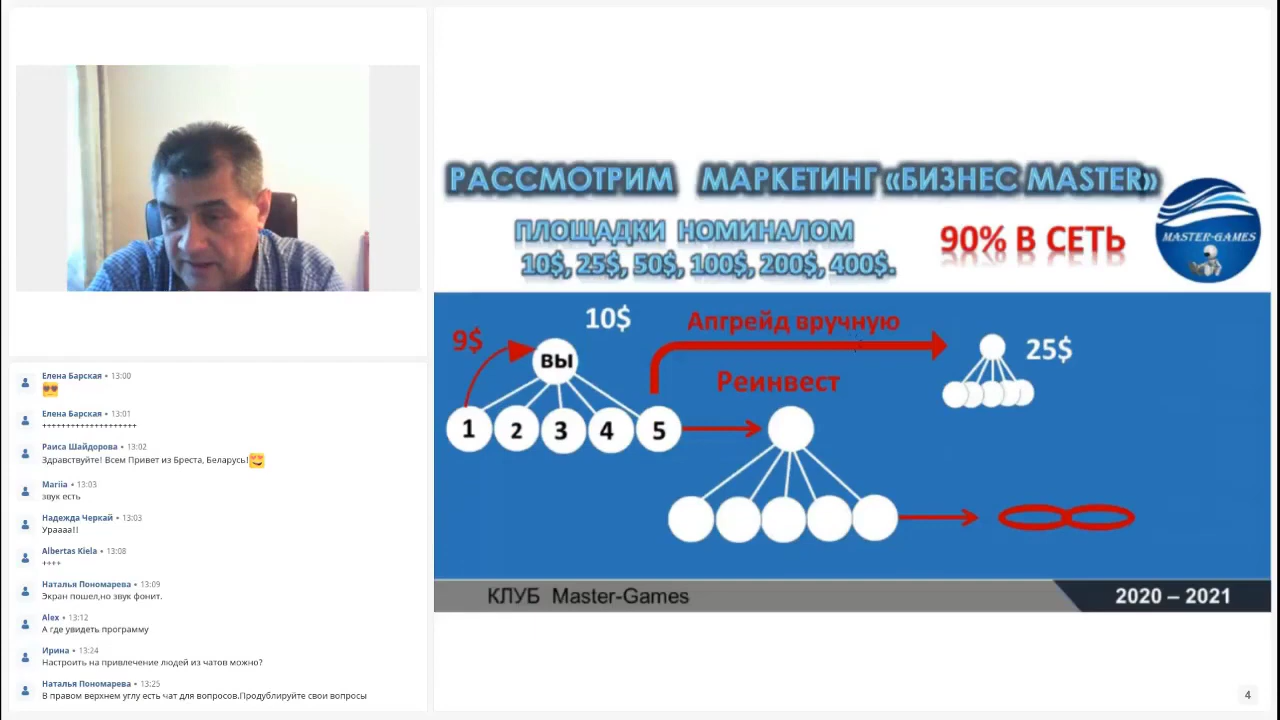 РАССМОТРИМ МАРКЕТИНГ «БИЗНЕС MASTER»
ПЛОЩАДКИ НОМИНАЛОМ
10$, 25$, 50$, 100$, 200$, 400$.
90% В СЕТЬ
MASTER-GAMES
10$
Апгрейд вручную
9$
ВЫ
25$
Реинвест
1 2 3 4 5
КЛУБ Master-Games
2020 – 2021
4
Елена Барская • 13:00
Елена Барская • 13:01
++++++++++++++++++++
Раиса Шайдорова • 13:02
Здравствуйте! Всем Привет из Бреста, Беларусь!
Mariia • 13:03
звук есть
Надежда Черкай • 13:03
Ураааа!!
Albertas Kiela • 13:08
++++
Наталья Пономарева • 13:09
Экран пошел,но звук фонит.
Alex • 13:12
А где увидеть программу
Ирина • 13:24
Настроить на привлечение людей из чатов можно?
Наталья Пономарева • 13:25
В правом верхнем углу есть чат для вопросов.Продублируйте свои вопросы